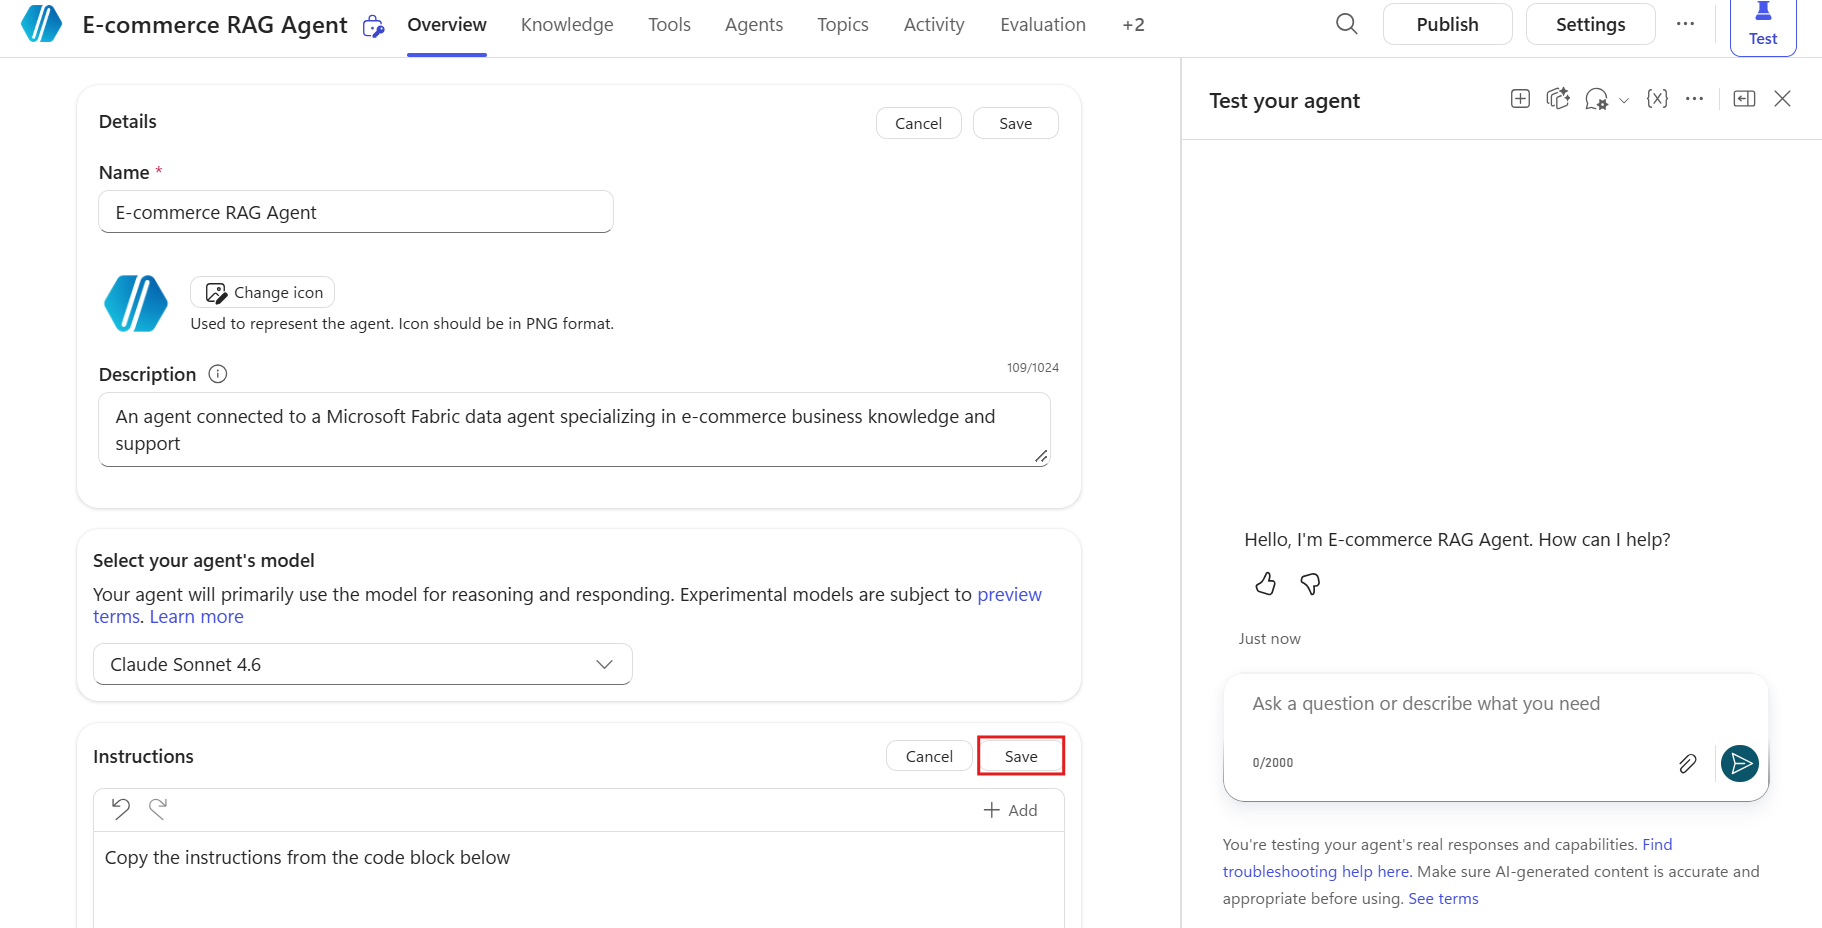 E-commerce RAG Agent
Overview
Knowledge
Tools
Agents
Topics
Activity
Evaluation
+2
Publish
Settings
Test
Details
Cancel
Save
Name *
E-commerce RAG Agent
Change icon
Used to represent the agent. Icon should be in PNG format.
Description
109/1024
An agent connected to a Microsoft Fabric data agent specializing in e-commerce business knowledge and
support
Select your agent's model
Your agent will primarily use the model for reasoning and responding. Experimental models are subject to preview
terms. Learn more
Claude Sonnet 4.6
Instructions
Cancel
Save
Add
Copy the instructions from the code block below
Test your agent
{x}
Hello, I'm E-commerce RAG Agent. How can I help?
Just now
Ask a question or describe what you need
0/2000
You're testing your agent's real responses and capabilities. Find
troubleshooting help here. Make sure AI-generated content is accurate and
appropriate before using. See terms